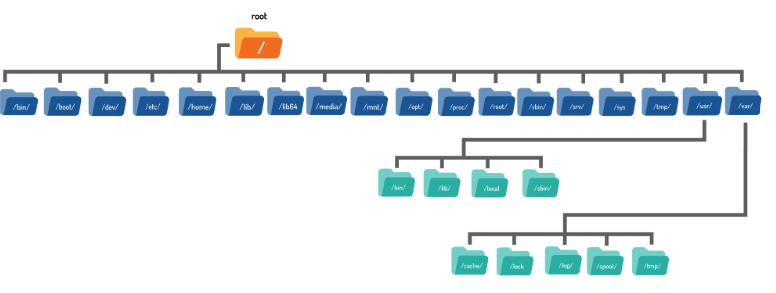 root
/
/bin/
/boot/
/dev/
/etc/
/home/
/lib/
/lib64
/media/
/mnt/
/opt/
/proc/
/root/
/sbin/
/srv/
/sys
/tmp/
/usr/
/var/
/bin/
/lib/
/local
/sbin/
/cache/
/lock
/log/
/spool/
/tmp/